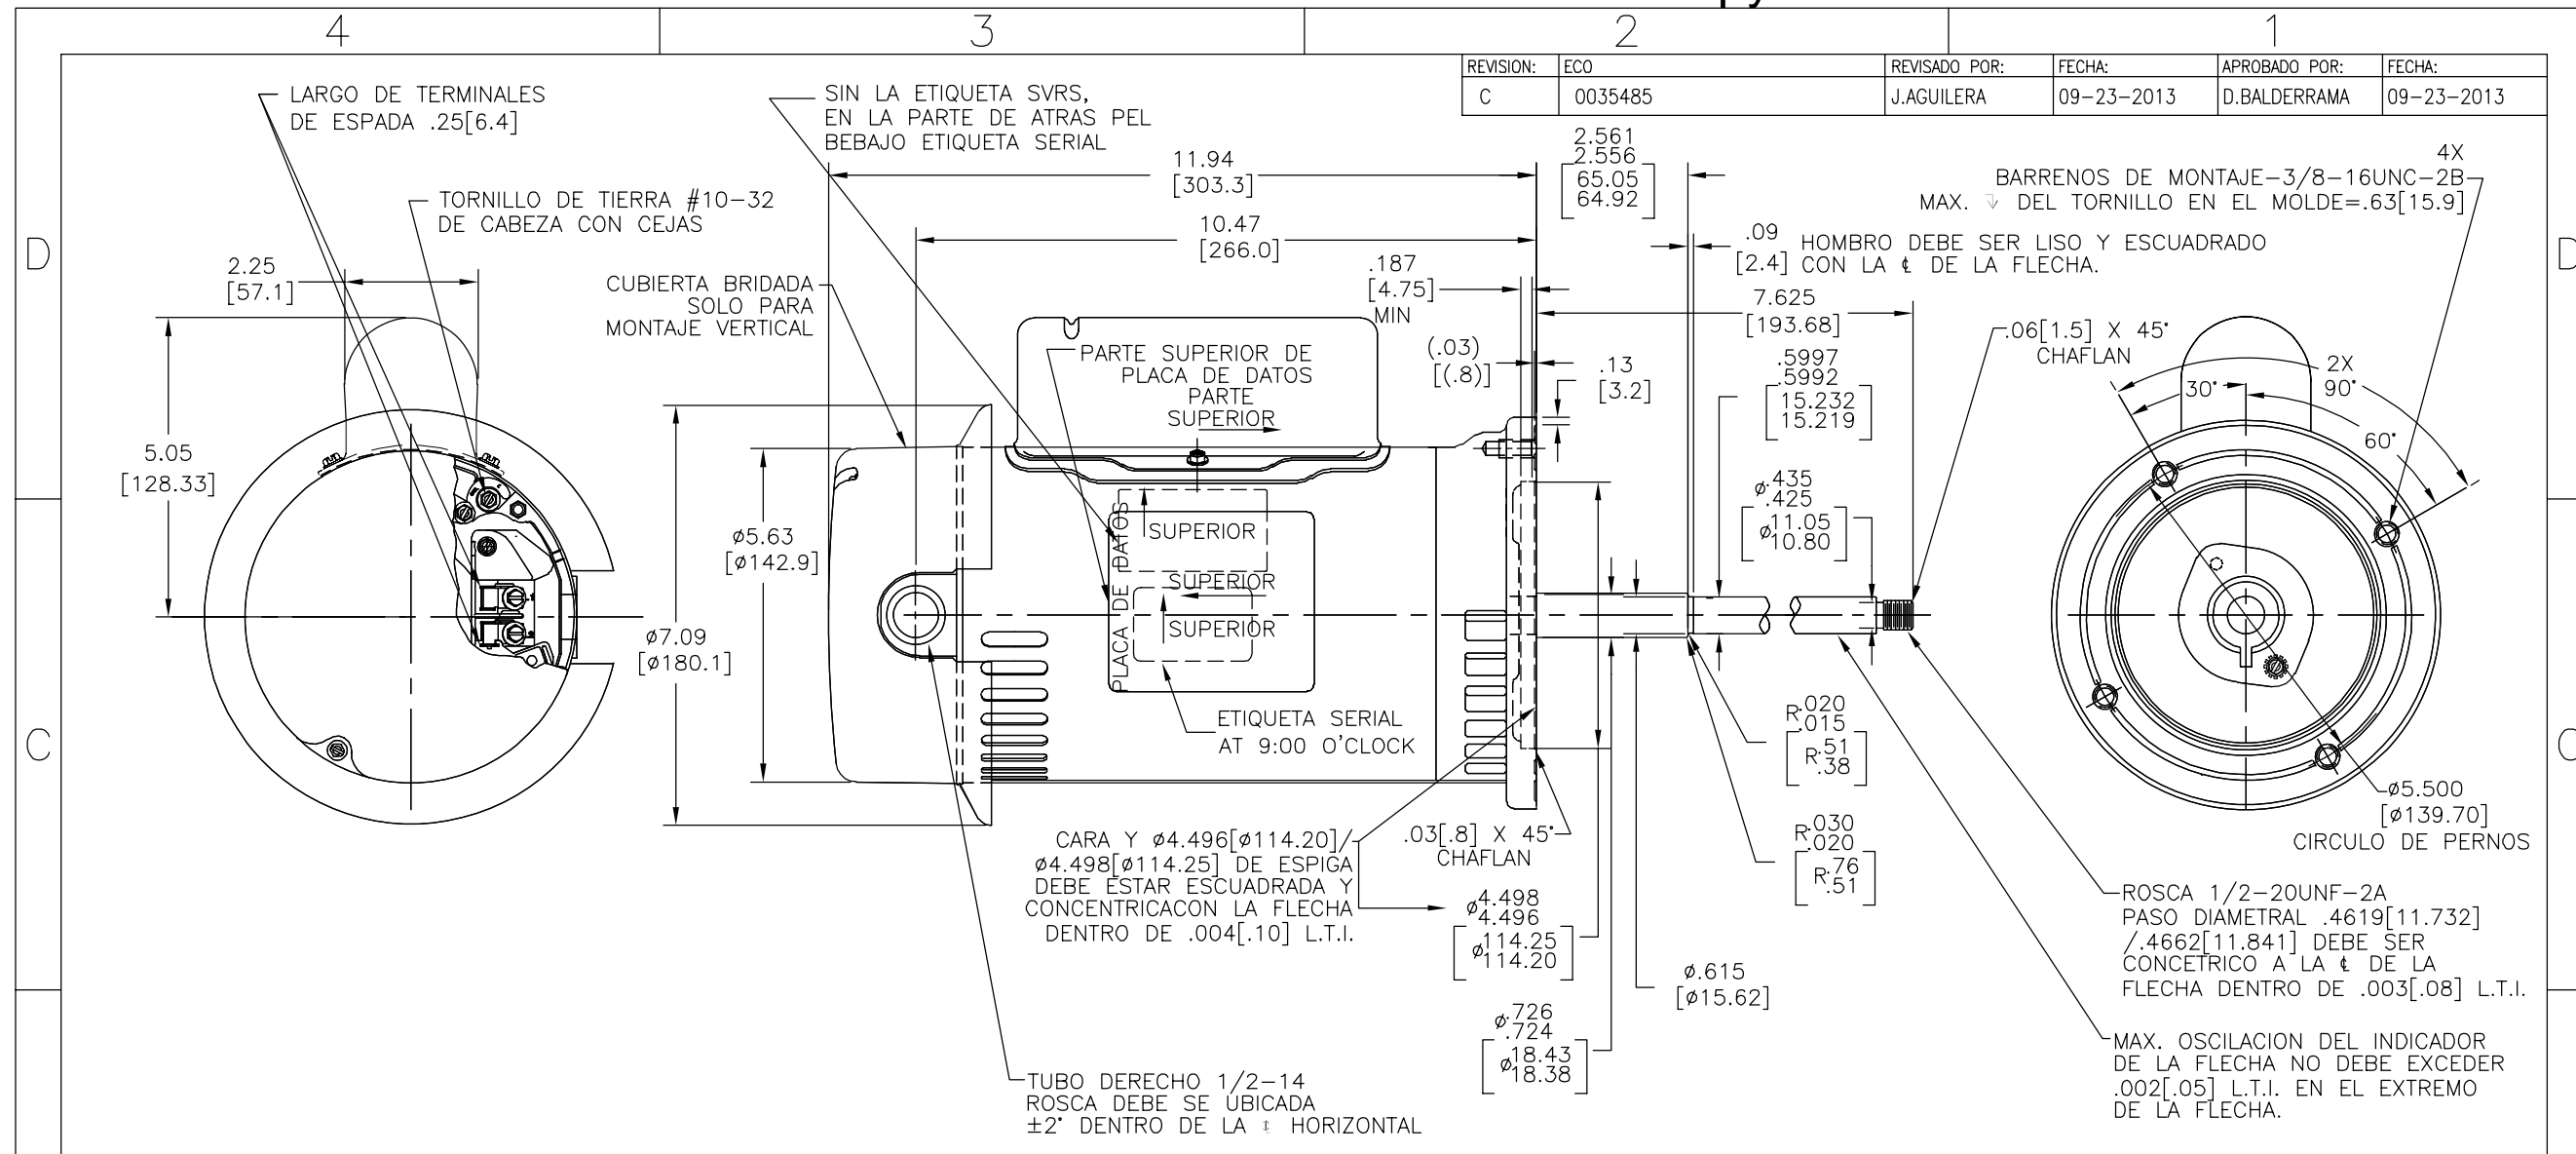 py
4
3
2
1
REVISION:
ECO
REVISADO POR:
FECHA:
APROBADO POR:
FECHA:
C
0035485
J.AGUILERA
09-23-2013
D.BALDERRAMA
09-23-2013
D
D
C
C
LARGO DE TERMINALES
DE ESPADA .25[6.4]
TORNILLO DE TIERRA #10-32
DE CABEZA CON CEJAS
2.25
[57.1]
5.05
[128.33]
SIN LA ETIQUETA SVRS,
EN LA PARTE DE ATRAS PEL
BEBAJO ETIQUETA SERIAL
11.94
[303.3]
10.47
[266.0]
CUBIERTA BRIDADA
SOLO PARA
MONTAJE VERTICAL
PARTE SUPERIOR DE
PLACA DE DATOS
PARTE
SUPERIOR
PLACA DE DATOS
SUPERIOR
SUPERIOR
SUPERIOR
ETIQUETA SERIAL
AT 9:00 O'CLOCK
ø5.63
[ø142.9]
ø7.09
[ø180.1]
2.561
2.556
[65.05
64.92]
.187
[4.75]
MIN
(.03)
[(.8)]
.13
[3.2]
.09
[2.4]
HOMBRO DEBE SER LISO Y ESCUADRADO
CON LA ℄ DE LA FLECHA.
7.625
[193.68]
.5997
.5992
[15.232
15.219]
ø.435
.425
[ø11.05
10.80]
4X
BARRENOS DE MONTAJE-3/8-16UNC-2B
MAX. ↧ DEL TORNILLO EN EL MOLDE=.63[15.9]
.06[1.5] X 45°
CHAFLAN
2X
90°
30°
60°
R.020
.015
[R.51
.38]
R.030
.020
[R.76
.51]
ø5.500
[ø139.70]
CIRCULO DE PERNOS
CARA Y ø4.496[ø114.20]/
ø4.498[ø114.25] DE ESPIGA
DEBE ESTAR ESCUADRADA Y
CONCENTRICACON LA FLECHA
DENTRO DE .004[.10] L.T.I.
.03[.8] X 45°
CHAFLAN
ø4.498
4.496
[ø114.25
114.20]
ø.615
[ø15.62]
ø.726
.724
[ø18.43
18.38]
TUBO DERECHO 1/2-14
ROSCA DEBE SE UBICADA
±2° DENTRO DE LA ℄ HORIZONTAL
ROSCA 1/2-20UNF-2A
PASO DIAMETRAL .4619[11.732]
/.4662[11.841] DEBE SER
CONCETRICO A LA ℄ DE LA
FLECHA DENTRO DE .003[.08] L.T.I.
MAX. OSCILACION DEL INDICADOR
DE LA FLECHA NO DEBE EXCEDER
.002[.05] L.T.I. EN EL EXTREMO
DE LA FLECHA.